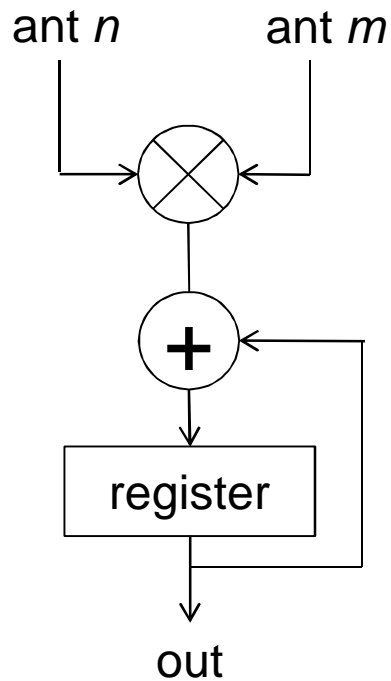 ant n ant m
+
register
out